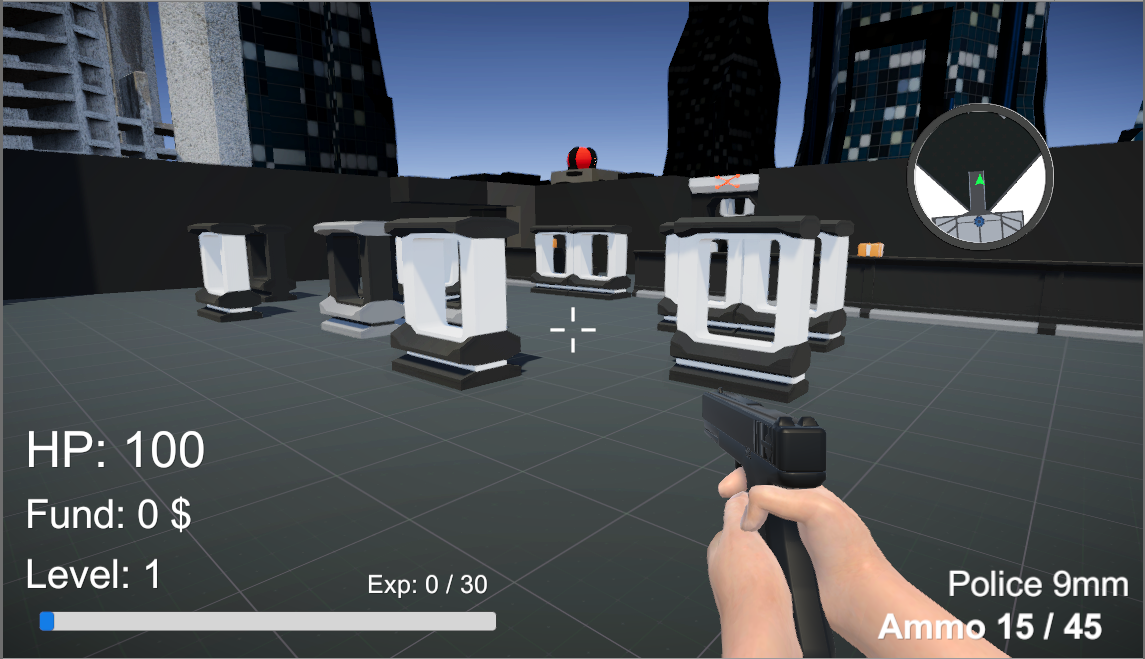 HP: 100
Fund: 0 $
Level: 1
Exp: 0 / 30
Police 9mm
Ammo 15 / 45